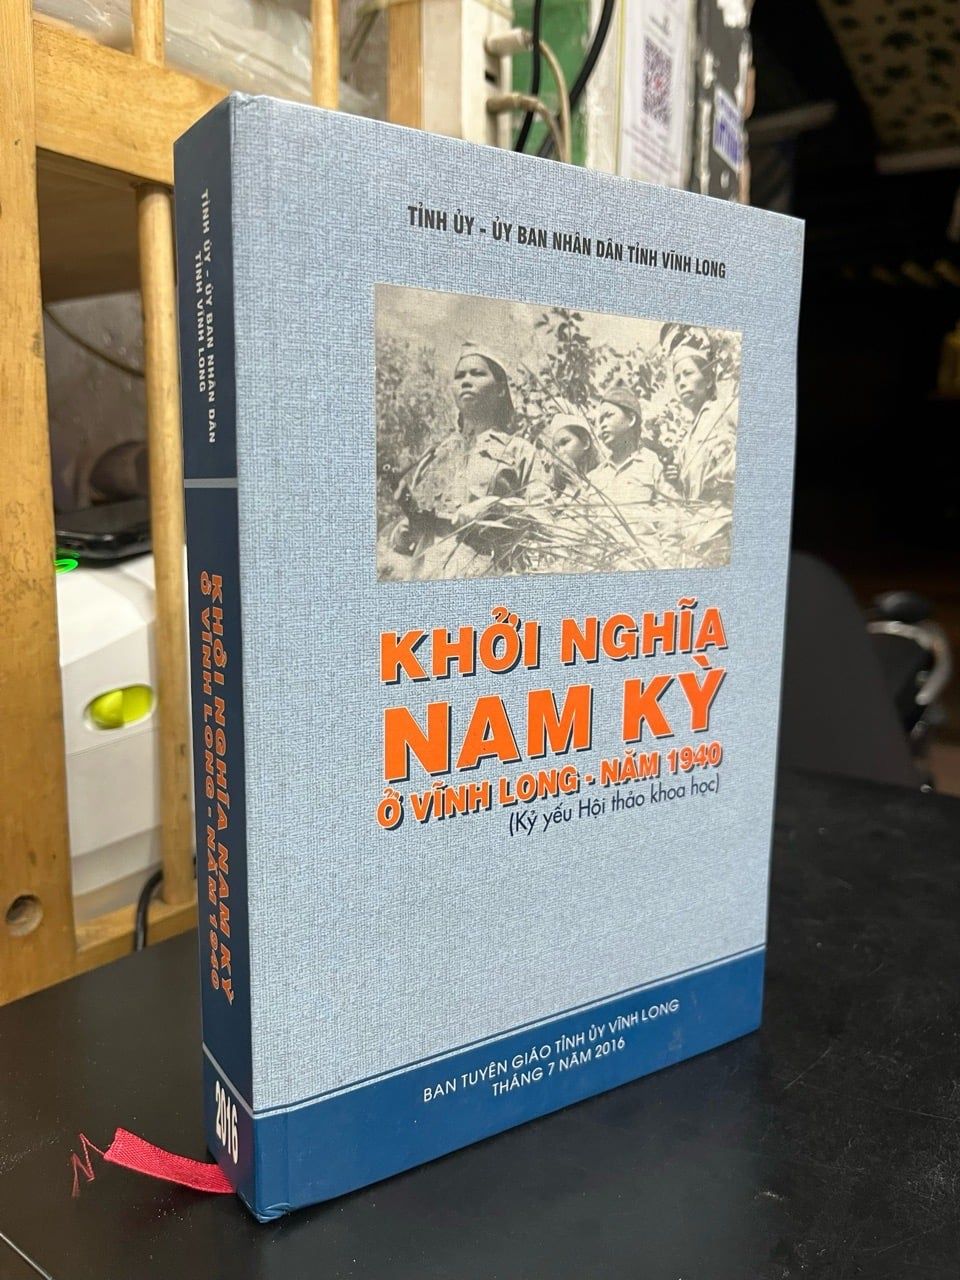 TỈNH ỦY - ỦY BAN NHÂN DÂN TỈNH VĨNH LONG
KHỞI NGHĨA
NAM KỲ
Ở VĨNH LONG - NĂM 1940
(Kỷ yếu Hội thảo khoa học)
BAN TUYÊN GIÁO TỈNH ỦY VĨNH LONG
THÁNG 7 NĂM 2016
TỈNH ỦY - ỦY BAN NHÂN DÂN
TỈNH VĨNH LONG
KHỞI NGHĨA NAM KỲ
Ở VĨNH LONG - NĂM 1940
2016